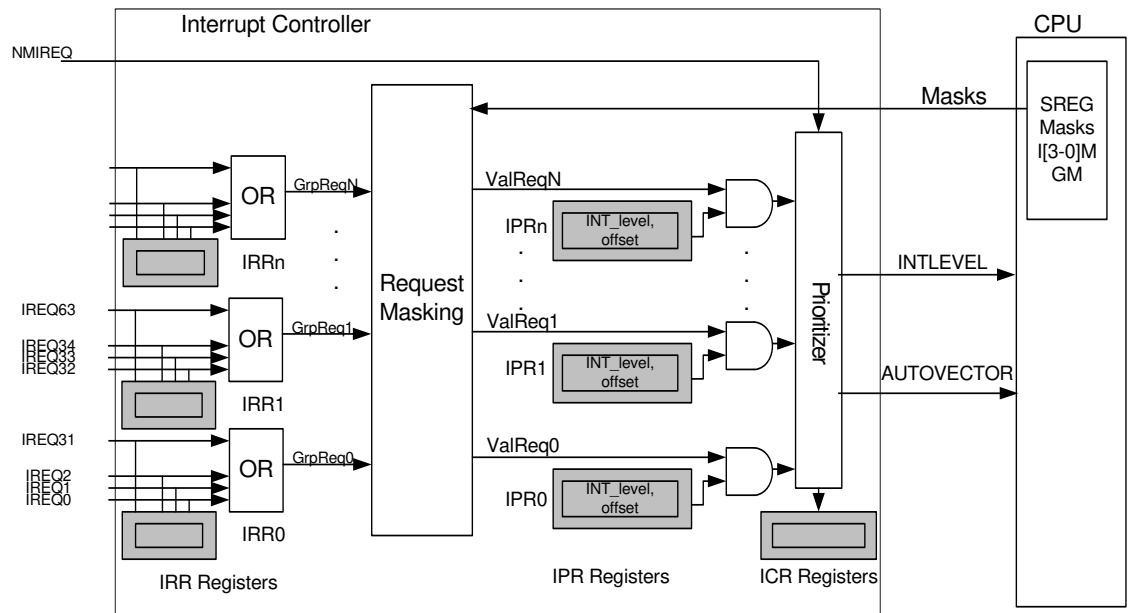 Interrupt Controller
CPU
NMIREQ
Masks
SREG
Masks
I[3-0]M
GM
OR
GrpReqN
ValReqN
IRRn
IPRn
INT_level,
offset
Request
Masking
Prioritizer
INTLEVEL
IREQ63
IREQ34
IREQ33
IREQ32
OR
GrpReq1
ValReq1
IRR1
IPR1
INT_level,
offset
AUTOVECTOR
IREQ31
IREQ2
IREQ1
IREQ0
OR
GrpReq0
ValReq0
IRR0
IPR0
INT_level,
offset
IRR Registers
IPR Registers
ICR Registers